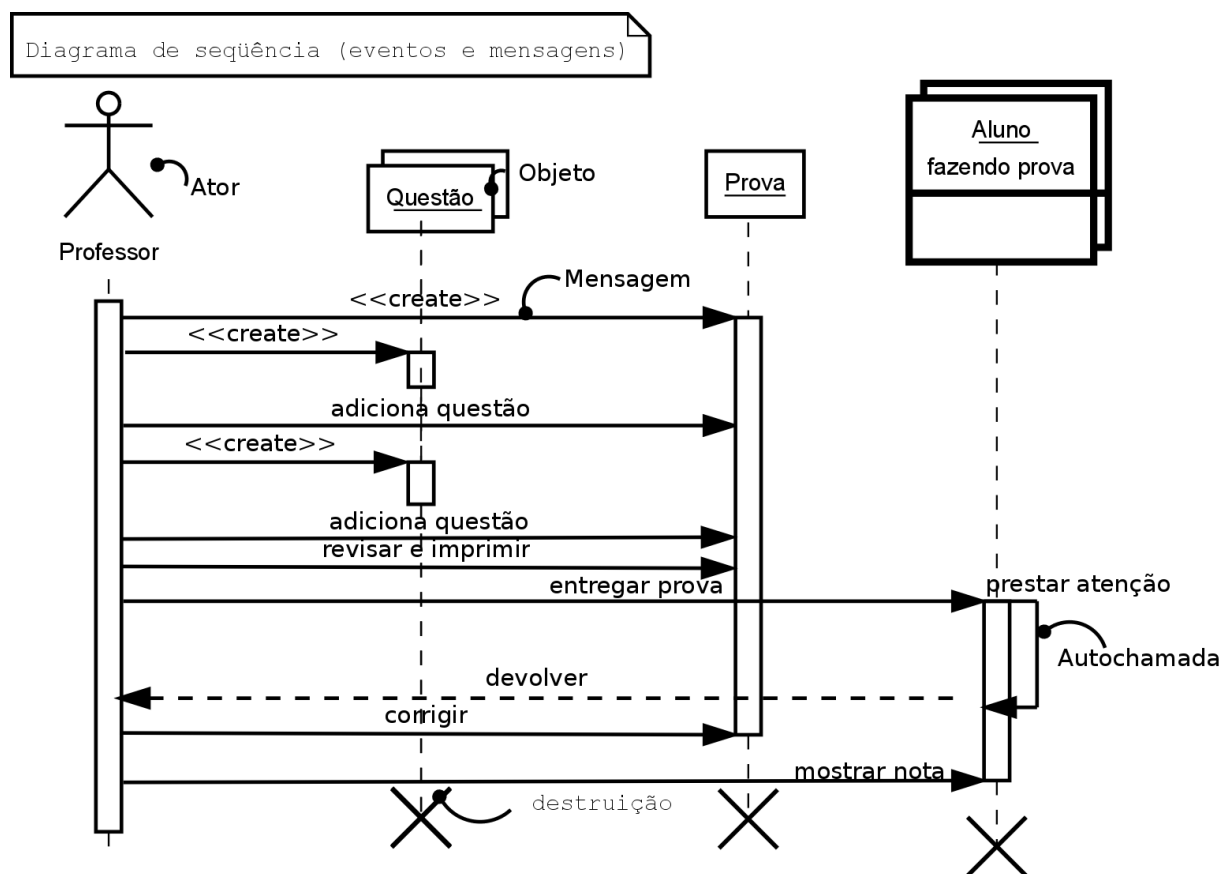 Diagrama de seqüência (eventos e mensagens)
Ator
Professor
Questão
Objeto
Prova
Aluno
fazendo prova
Mensagem
<<create>>
<<create>>
adiciona questão
<<create>>
adiciona questão
revisar e imprimir
entregar prova
prestar atenção
Autochamada
devolver
corrigir
mostrar nota
destruição